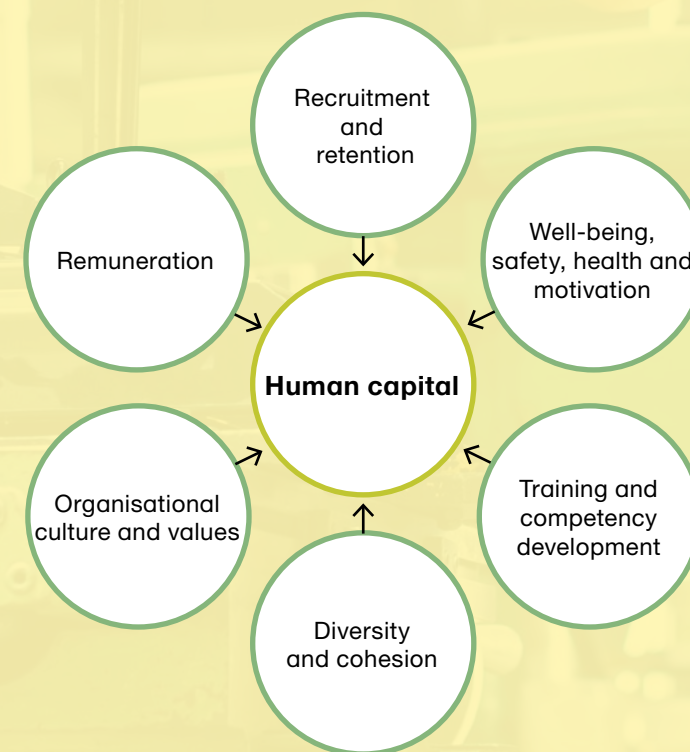 Recruitment
and
retention
Remuneration
Well-being,
safety, health and
motivation
Human capital
Organisational
culture and values
Training and
competency
development
Diversity
and cohesion